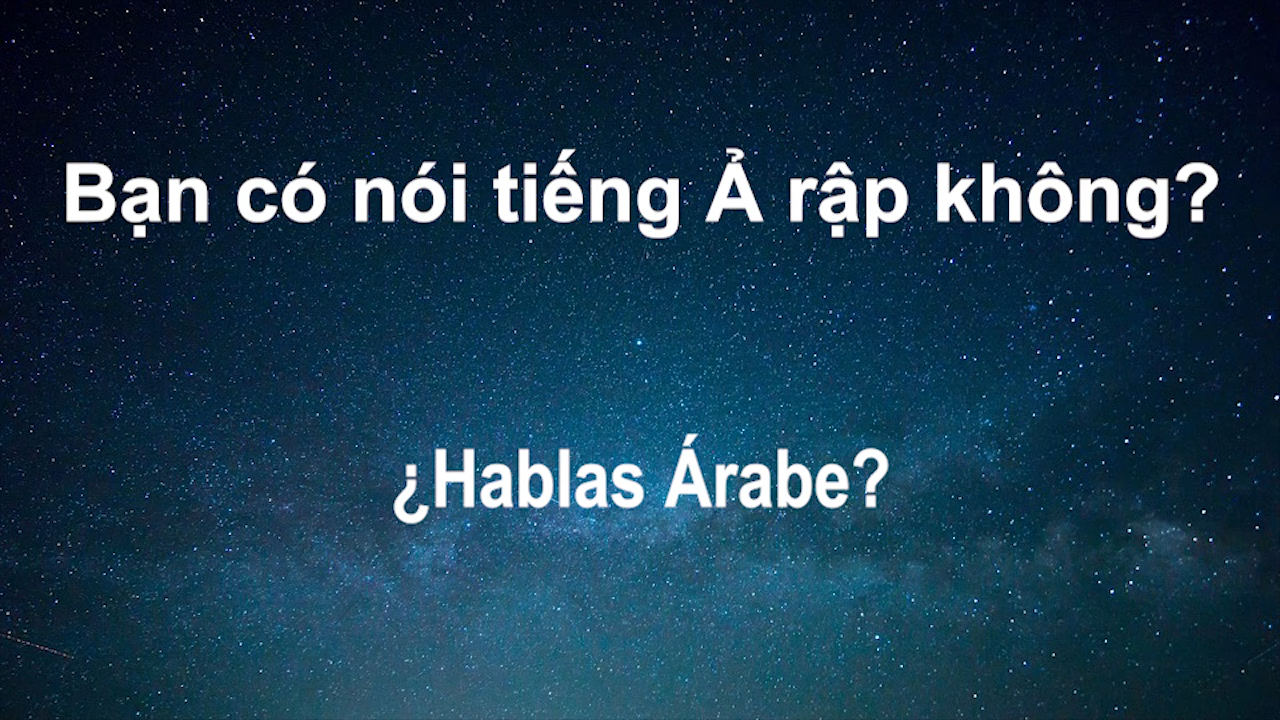 Bạn có nói tiếng Ả rập không?
¿Hablas Árabe?